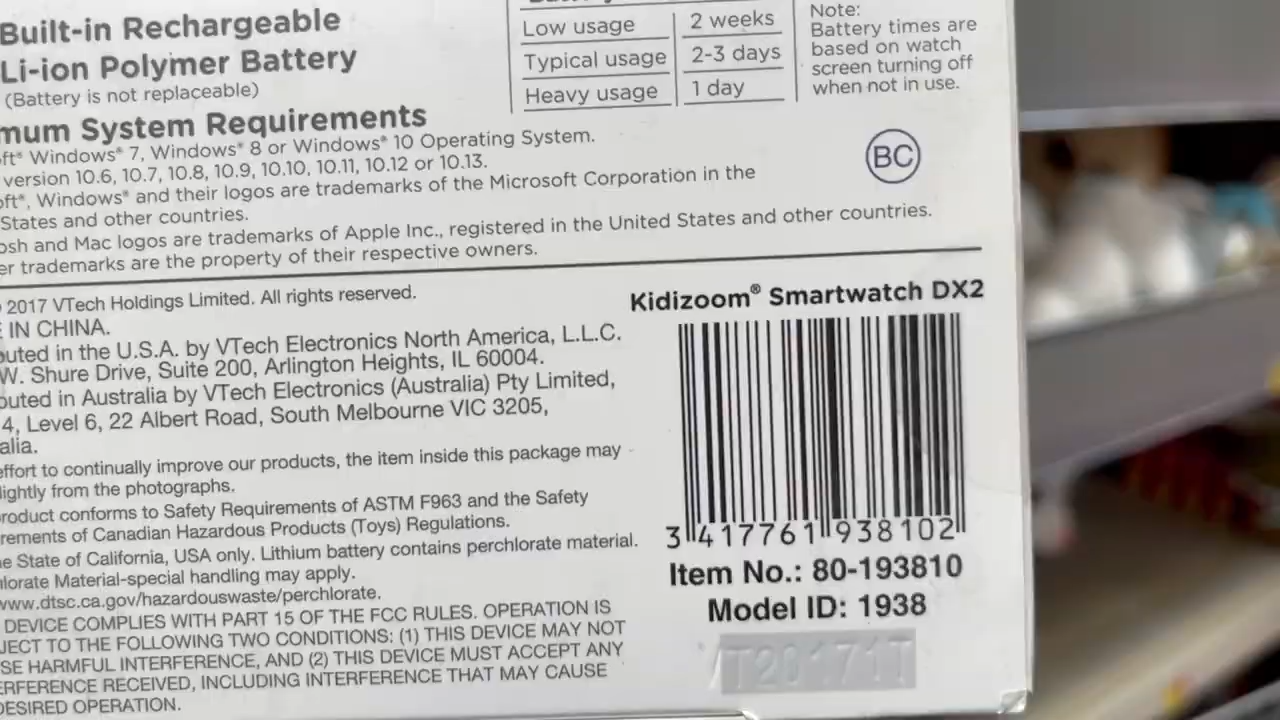 Built-in Rechargeable
Li-ion Polymer Battery
(Battery is not replaceable)
Low usage 2 weeks
Typical usage 2-3 days
Heavy usage 1 day
Note:
Battery times are
based on watch
screen turning off
when not in use.
mum System Requirements
ft® Windows® 7, Windows® 8 or Windows® 10 Operating System.
version 10.6, 10.7, 10.8, 10.9, 10.10, 10.11, 10.12 or 10.13.
oft®, Windows® and their logos are trademarks of the Microsoft Corporation in the
States and other countries.
osh and Mac logos are trademarks of Apple Inc., registered in the United States and other countries.
er trademarks are the property of their respective owners.
BC
2017 VTech Holdings Limited. All rights reserved.
IN CHINA.
outed in the U.S.A. by VTech Electronics North America, L.L.C.
W. Shure Drive, Suite 200, Arlington Heights, IL 60004.
outed in Australia by VTech Electronics (Australia) Pty Limited,
4, Level 6, 22 Albert Road, South Melbourne VIC 3205,
alia.
effort to continually improve our products, the item inside this package may
lightly from the photographs.
product conforms to Safety Requirements of ASTM F963 and the Safety
rements of Canadian Hazardous Products (Toys) Regulations.
e State of California, USA only. Lithium battery contains perchlorate material.
hlorate Material-special handling may apply.
www.dtsc.ca.gov/hazardouswaste/perchlorate.
DEVICE COMPLIES WITH PART 15 OF THE FCC RULES. OPERATION IS
JECT TO THE FOLLOWING TWO CONDITIONS: (1) THIS DEVICE MAY NOT
SE HARMFUL INTERFERENCE, AND (2) THIS DEVICE MUST ACCEPT ANY
ERFERENCE RECEIVED, INCLUDING INTERFERENCE THAT MAY CAUSE
DESIRED OPERATION.
Kidizoom® Smartwatch DX2
3 417761 938102
Item No.: 80-193810
Model ID: 1938